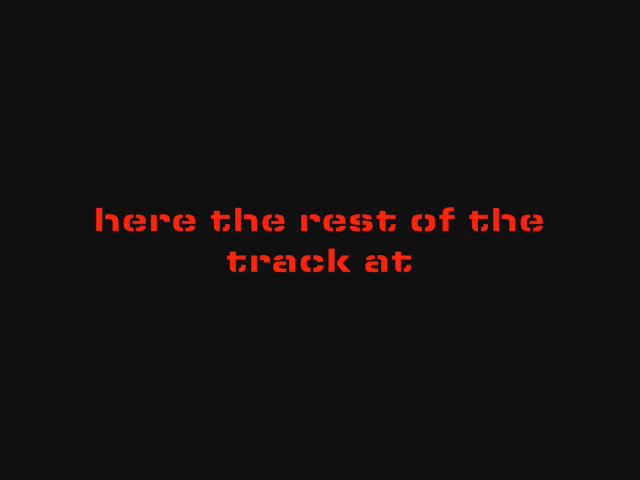 here the rest of the
track at